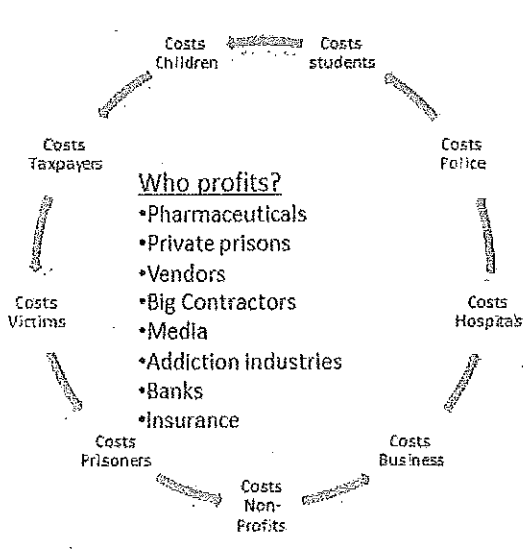 Costs
Children
Costs
students
Costs
Taxpayers
Costs
Police
Who profits?
•Pharmaceuticals
•Private prisons
•Vendors
•Big Contractors
•Media
•Addiction industries
•Banks
•Insurance
Costs
Victims
Costs
Hospitals
Costs
Prisoners
Costs
Business
Costs
Non-
Profits